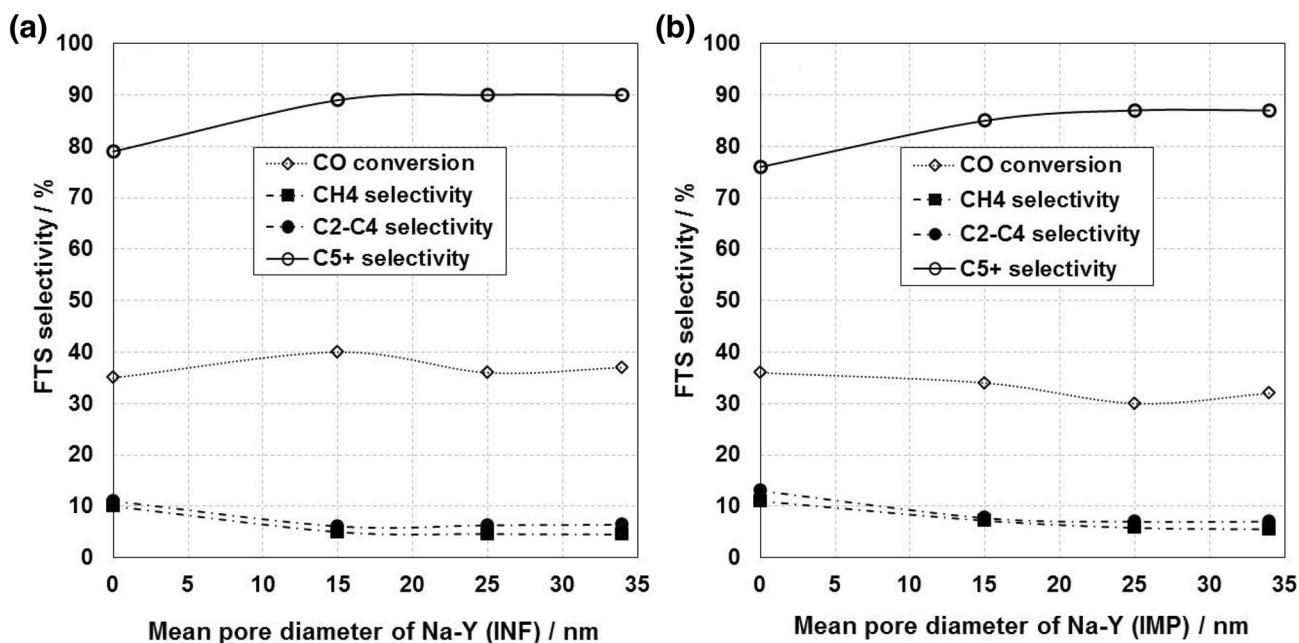 (a)
FTS selectivity / %
100
90
80
70
60
50
40
30
20
10
0
CO conversion
CH4 selectivity
C2-C4 selectivity
C5+ selectivity
0 5 10 15 20 25 30 35
Mean pore diameter of Na-Y (INF) / nm
(b)
FTS selectivity / %
100
90
80
70
60
50
40
30
20
10
0
CO conversion
CH4 selectivity
C2-C4 selectivity
C5+ selectivity
0 5 10 15 20 25 30 35
Mean pore diameter of Na-Y (IMP) / nm